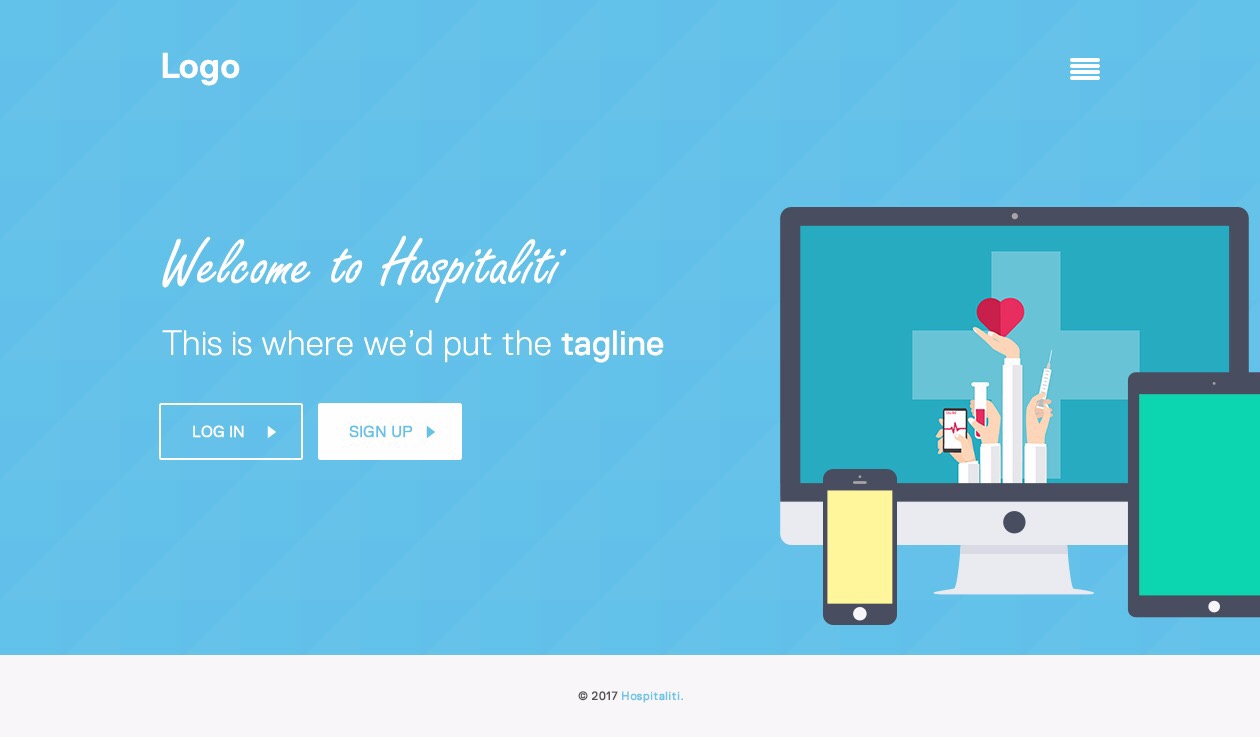 Logo
Welcome to Hospitaliti
This is where we’d put the tagline
LOG IN
SIGN UP
© 2017 Hospitaliti.